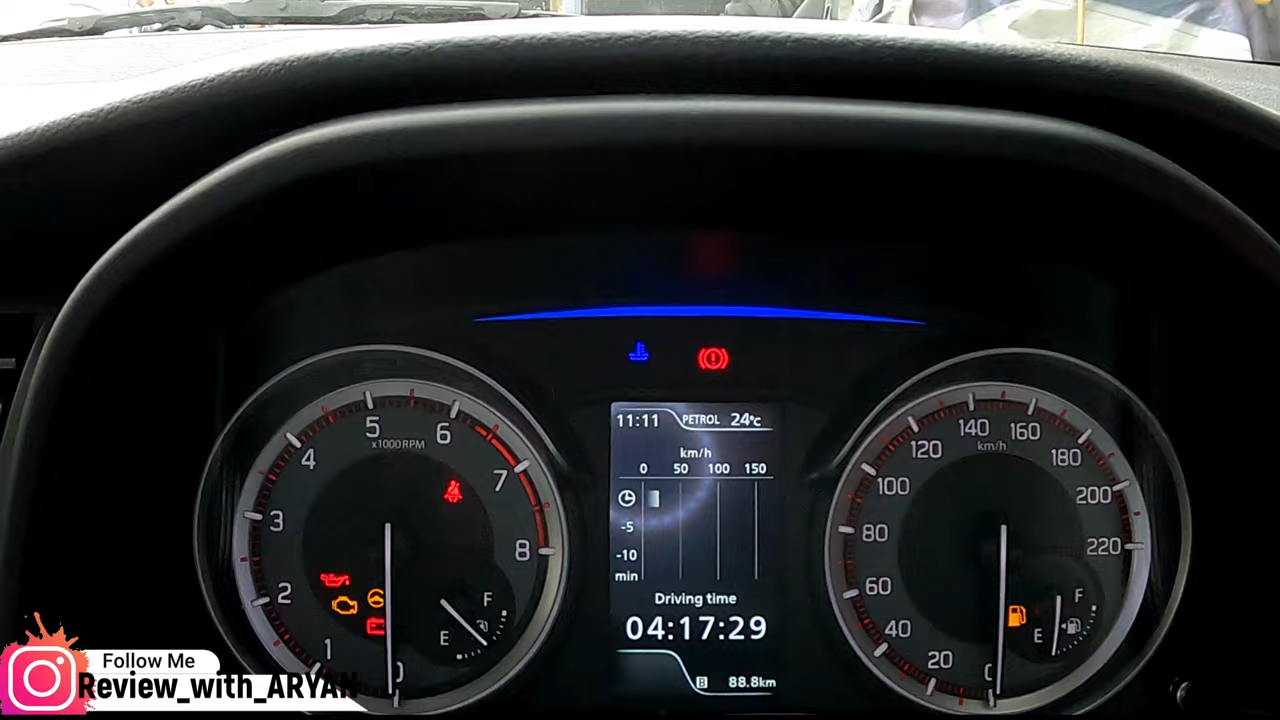 5
6
x1000RPM
4
7
3
8
2
1
0
F
E
11:11 PETROL 24°C
km/h
0 50 100 150
-5
-10
min
Driving time
04:17:29
B 88.8km
140
160
km/h
120
180
100
200
80
220
60
40
20
0
F
E
Follow Me
Review_with_ARYAN